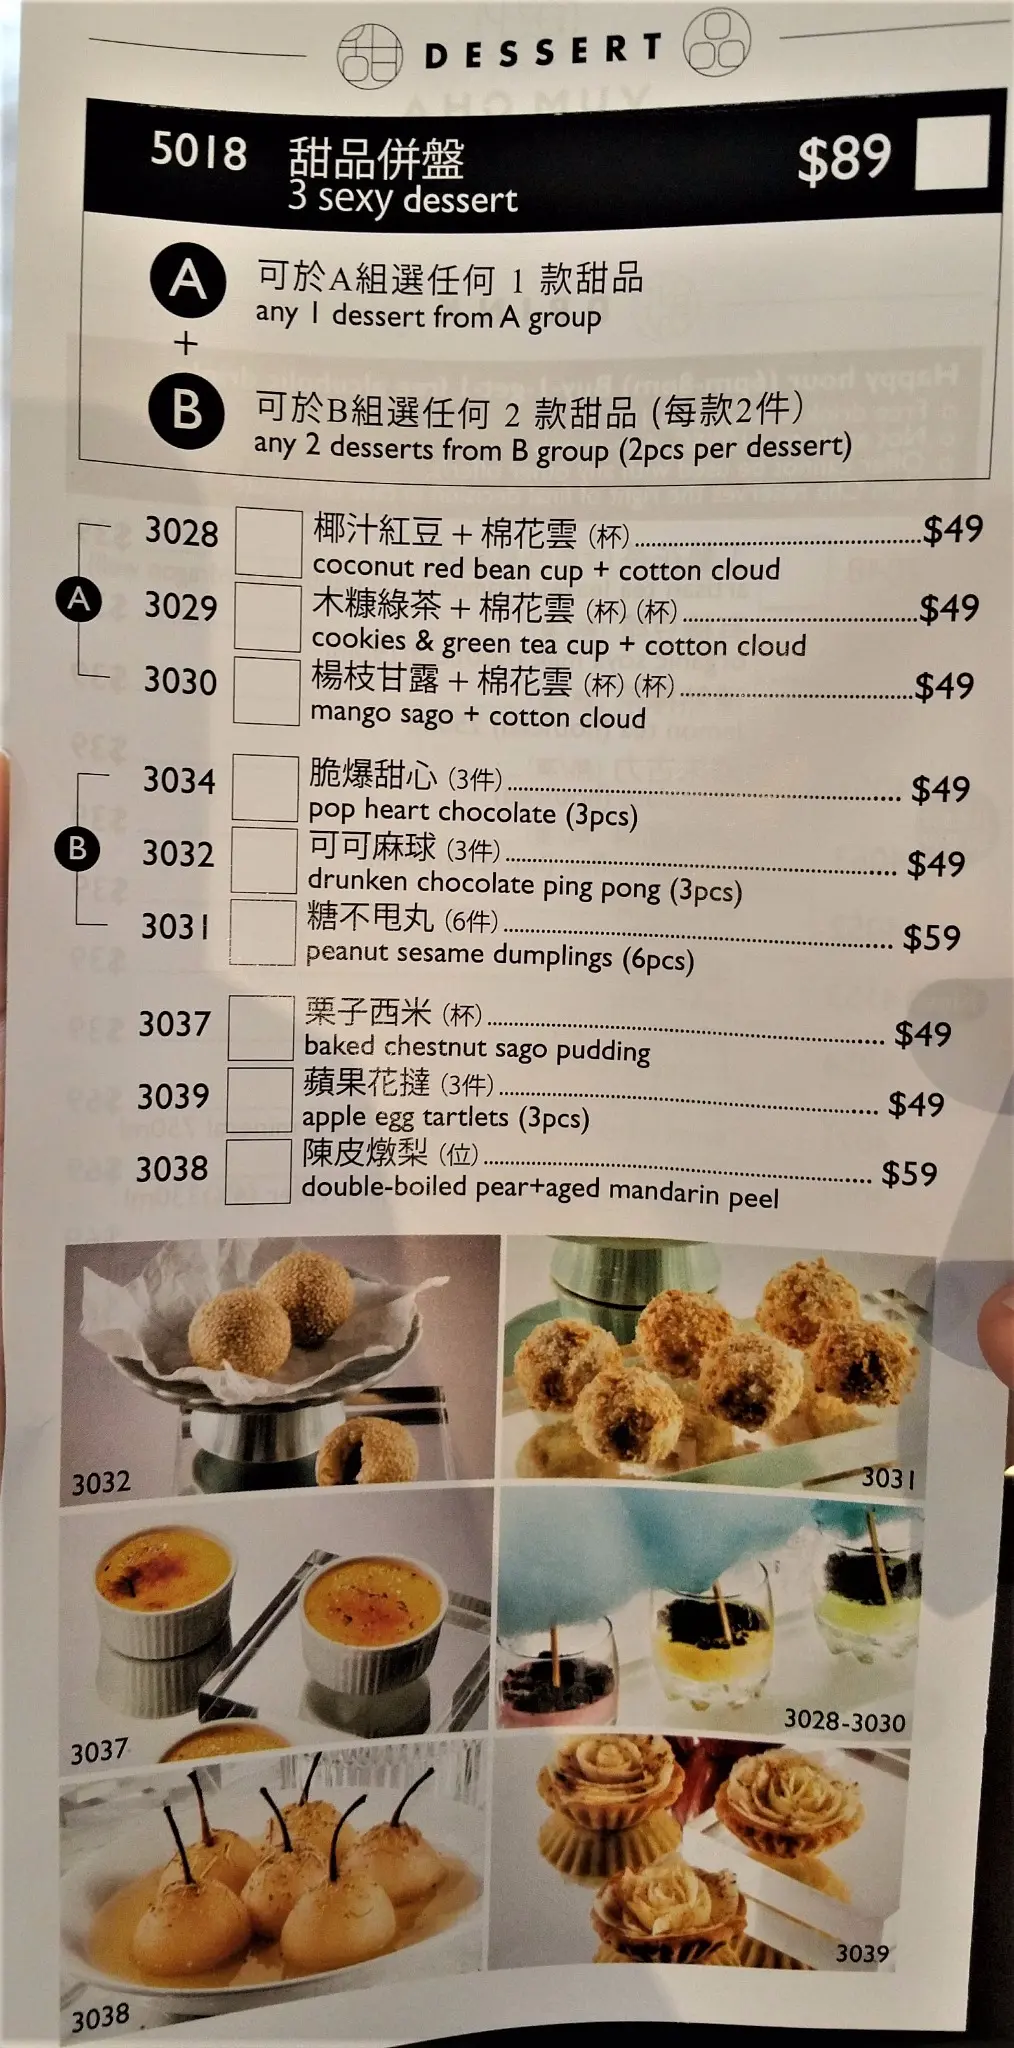 DESSERT
5018 甜品併盤 $89
3 sexy dessert
A 可於A組選任何 1 款甜品
any 1 dessert from A group
+
B 可於B組選任何 2 款甜品 (每款2件)
any 2 desserts from B group (2pcs per dessert)
3028 椰汁紅豆 + 棉花雲 (杯) $49
coconut red bean cup + cotton cloud
A 3029 木糠綠茶 + 棉花雲 (杯) (杯) $49
cookies & green tea cup + cotton cloud
3030 楊枝甘露 + 棉花雲 (杯) (杯) $49
mango sago + cotton cloud
3034 脆爆甜心 (3件) $49
pop heart chocolate (3pcs)
B 3032 可可麻球 (3件) $49
drunken chocolate ping pong (3pcs)
3031 糖不甩丸 (6件) $59
peanut sesame dumplings (6pcs)
3037 栗子西米 (杯) $49
baked chestnut sago pudding
3039 蘋果花撻 (3件) $49
apple egg tartlets (3pcs)
3038 陳皮燉梨 (位) $59
double-boiled pear+aged mandarin peel
3032
3031
3037
3028-3030
3038
3039